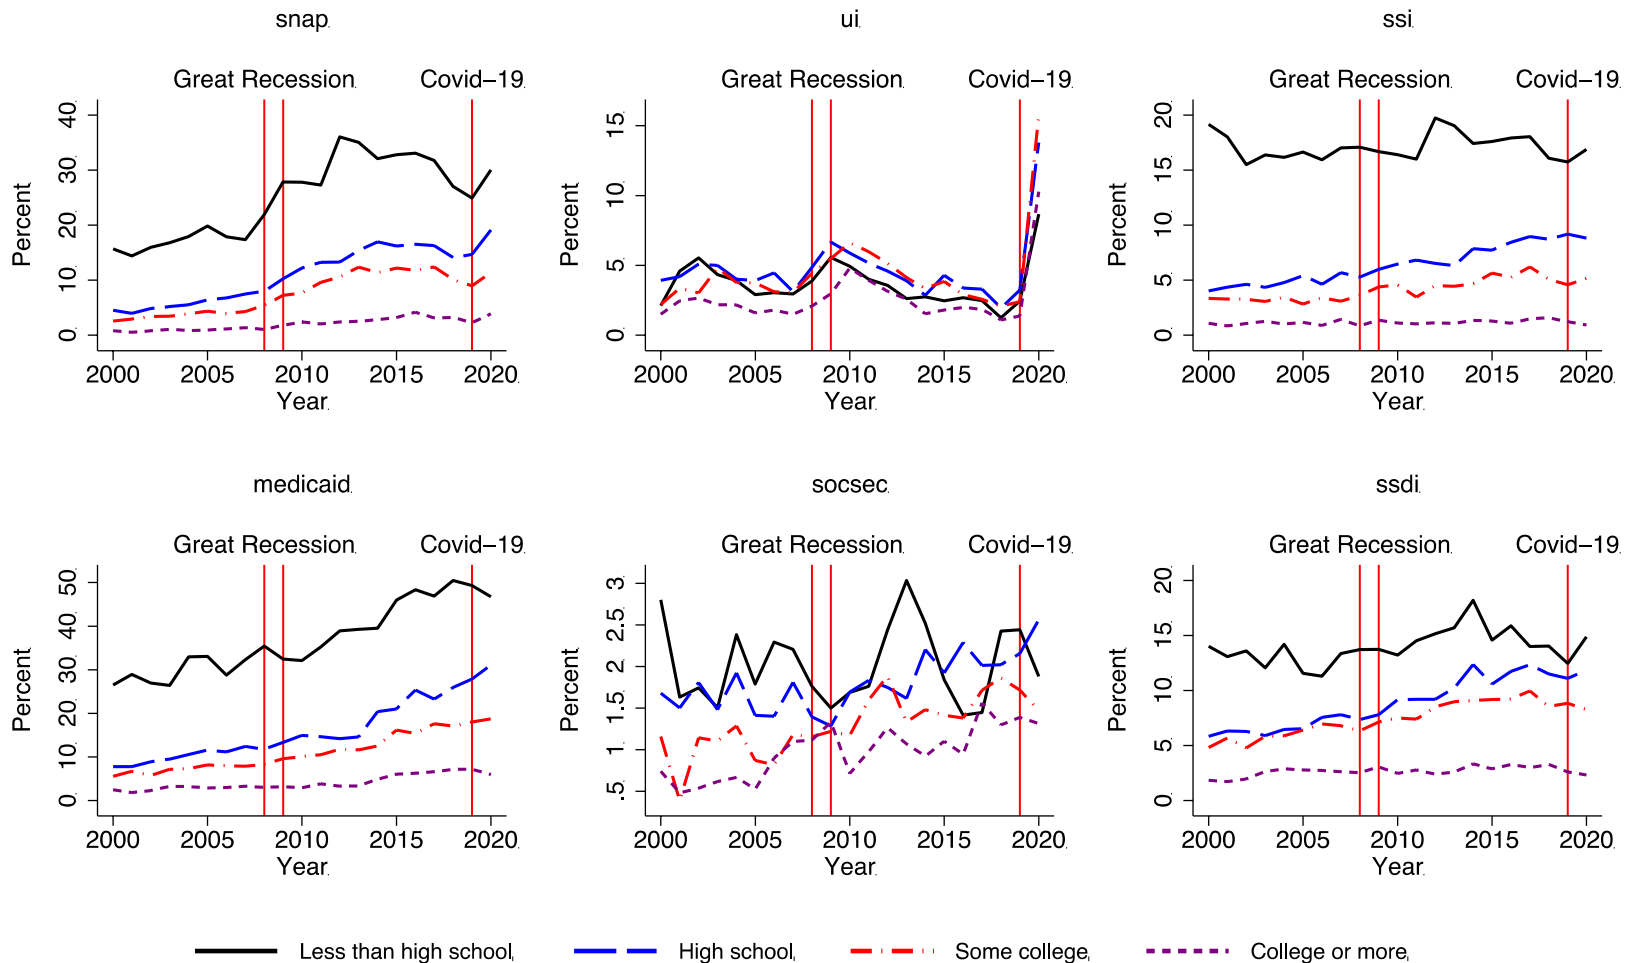 snap
ui
ssi
Great Recession
Covid−19
Great Recession
Covid−19
Great Recession
Covid−19
Percent
0
10
20
30
40
2000
2005
2010
2015
2020
Year
Percent
0
5
10
15
2000
2005
2010
2015
2020
Year
Percent
0
5
10
15
20
2000
2005
2010
2015
2020
Year
medicaid
socsec
ssdi
Great Recession
Covid−19
Great Recession
Covid−19
Great Recession
Covid−19
Percent
0
10
20
30
40
50
2000
2005
2010
2015
2020
Year
Percent
.5
1
1.5
2
2.5
3
2000
2005
2010
2015
2020
Year
Percent
0
5
10
15
20
2000
2005
2010
2015
2020
Year
Less than high school
High school
Some college
College or more